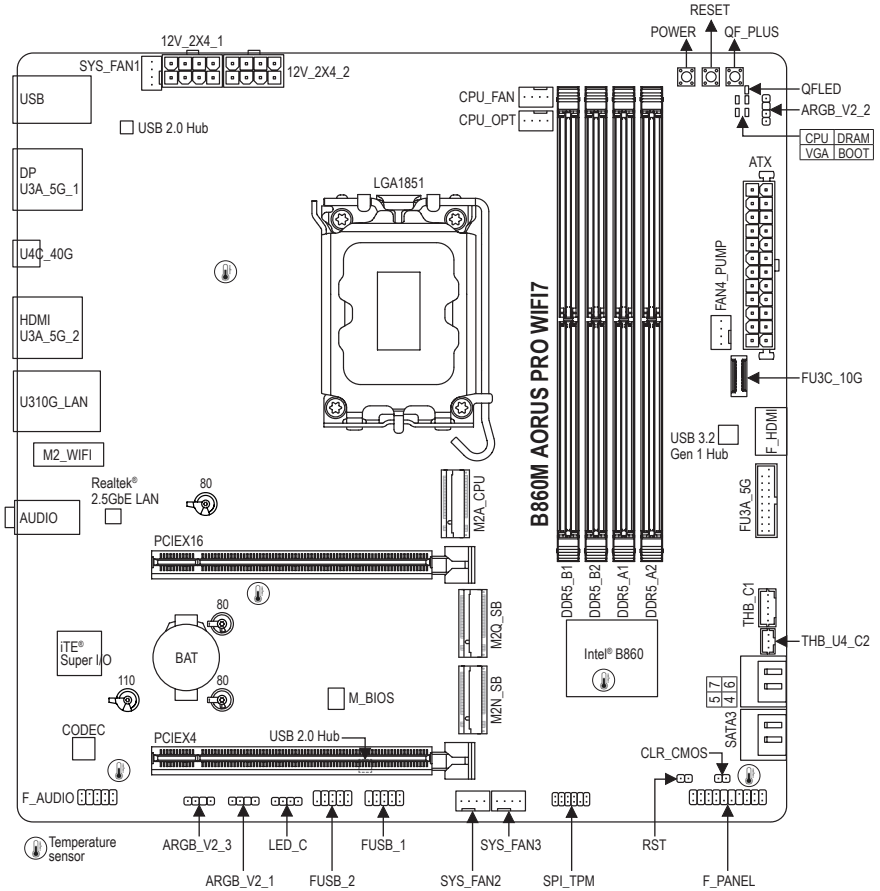 RESET
POWER
QF_PLUS
12V_2X4_1
SYS_FAN1
12V_2X4_2
QFLED
USB
CPU_FAN
ARGB_V2_2
CPU_OPT
USB 2.0 Hub
CPU DRAM
VGA BOOT
ATX
DP
U3A_5G_1
LGA1851
U4C_40G
FAN4_PUMP
HDMI
U3A_5G_2
B860M AORUS PRO WIFI7
FU3C_10G
U310G_LAN
F_HDMI
USB 3.2
Gen 1 Hub
M2_WIFI
Realtek®
2.5GbE LAN
80
M2A_CPU
FU3A_5G
AUDIO
PCIEX16
DDR5_B1
DDR5_B2
DDR5_A1
DDR5_A2
THB_C1
80
M2Q_SB
THB_U4_C2
iTE®
Super I/O
BAT
Intel® B860
110
80
M_BIOS
M2N_SB
5 7
4 6
SATA3
CODEC
PCIEX4
USB 2.0 Hub
CLR_CMOS
F_AUDIO
Temperature
sensor
ARGB_V2_3
LED_C
FUSB_1
SYS_FAN3
RST
ARGB_V2_1
FUSB_2
SYS_FAN2
SPI_TPM
F_PANEL